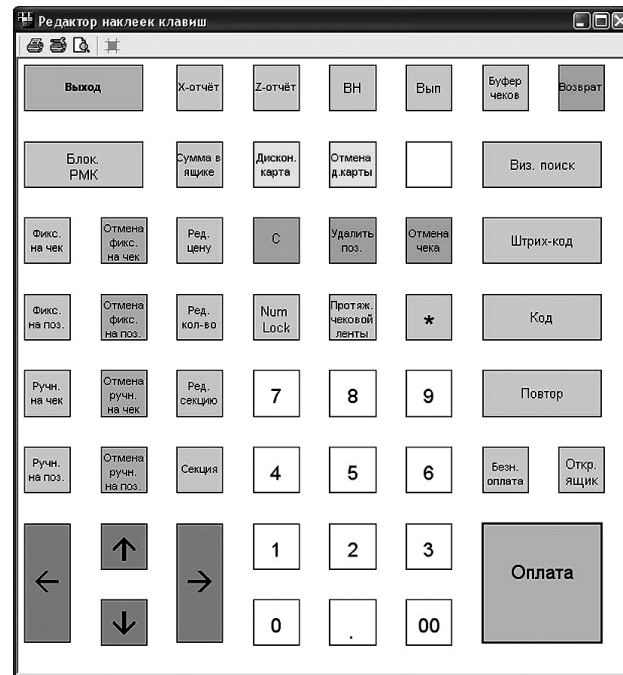 Редактор наклеек клавиш
Выход
X-отчёт
Z-отчёт
ВН
Вып
Буфер
чеков
Возврат
Блок.
РМК
Сумма в
ящике
Дискон.
карта
Отмена
д.карты
Виз. поиск
Фикс.
на чек
Отмена
фикс.
на чек
Ред.
цену
С
Удалить
поз.
Отмена
чека
Штрих-код
Фикс.
на поз.
Отмена
фикс.
на поз.
Ред.
кол-во
Num
Lock
Протяж.
чековой
ленты
*
Код
Ручн.
на чек
Отмена
ручн.
на чек
Ред.
секцию
7
8
9
Повтор
Ручн.
на поз.
Отмена
ручн.
на поз.
Секция
4
5
6
Безн.
оплата
Откр.
ящик
←
↑
→
1
2
3
Оплата
↓
0
.
00